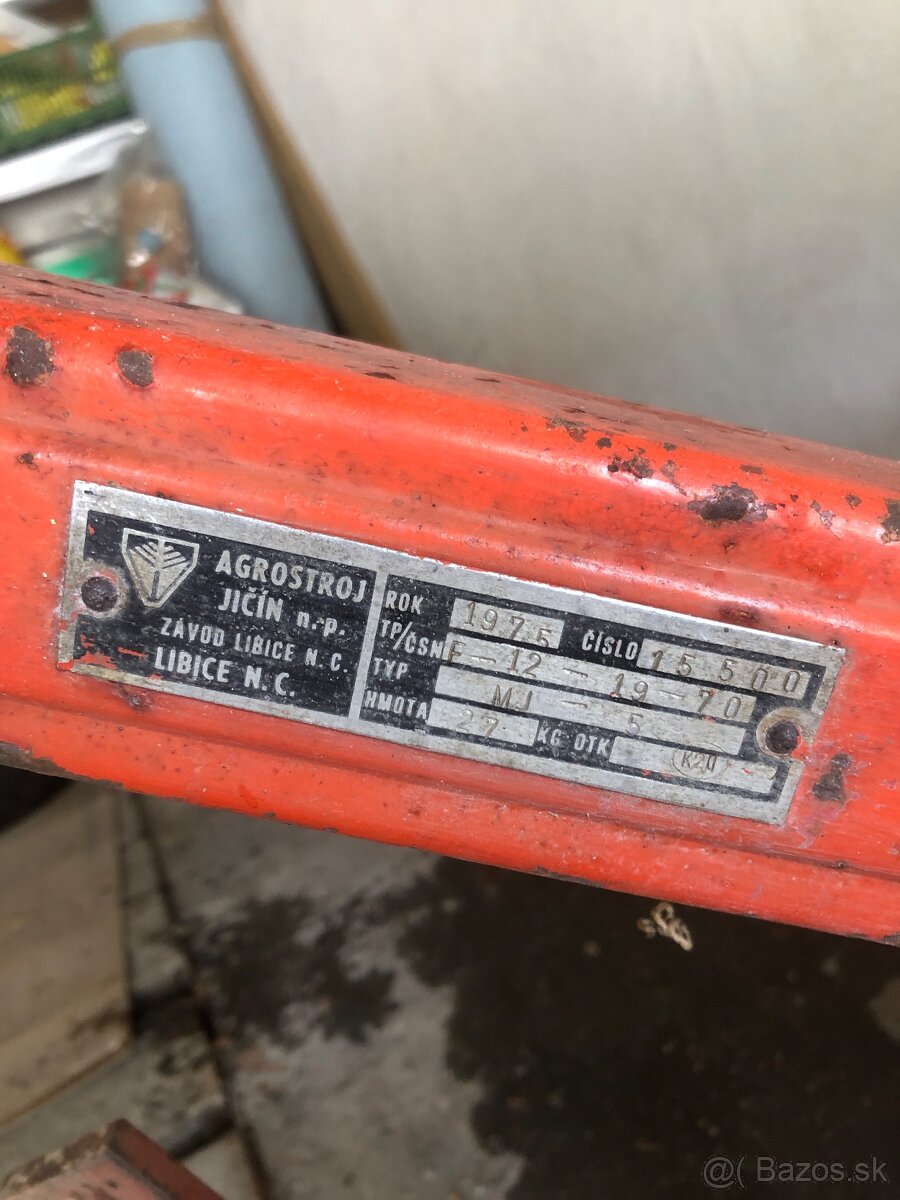 AGROSTROJ
JIČÍN n.p.
ZÁVOD LIBICE N.C.
LIBICE N.C.
ROK 1975 ČÍSLO 15 500
TP/ČSN F-12-19-70
TYP MJ-5
HMOTA 27 KG OTK K20
@( Bazos.sk